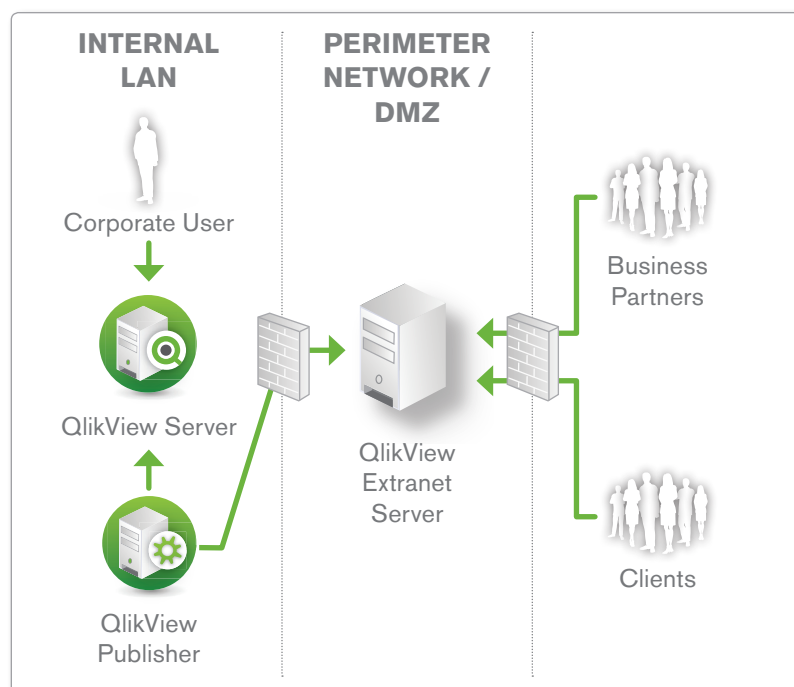 INTERNAL
LAN
PERIMETER
NETWORK /
DMZ
Corporate User
QlikView Server
QlikView
Publisher
QlikView
Extranet
Server
Business
Partners
Clients